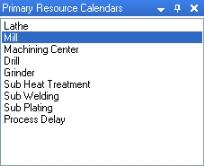 Primary Resource Calendars
Lathe
Mill
Machining Center
Drill
Grinder
Sub Heat Treatment
Sub Welding
Sub Plating
Process Delay